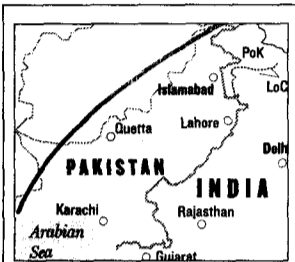 PoK
Islamabad
LoC
Lahore
Quetta
Delh
PAKISTAN
INDIA
Karachi
Rajasthan
Arabian
Sea
Gujarat